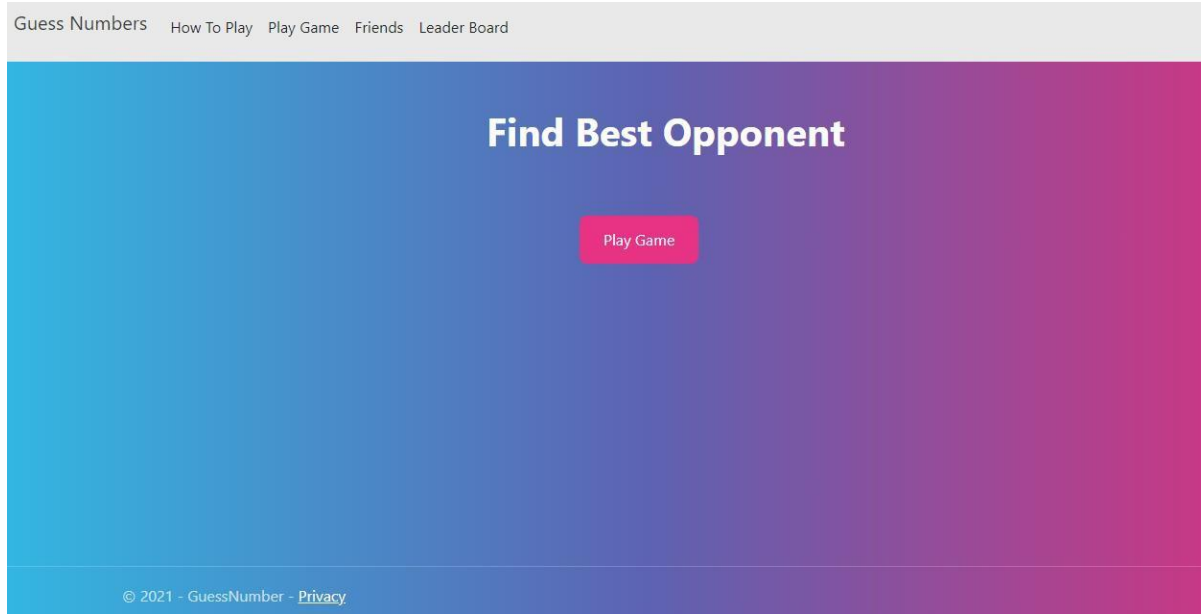 Guess Numbers How To Play Play Game Friends Leader Board
Find Best Opponent
Play Game
© 2021 - GuessNumber - Privacy